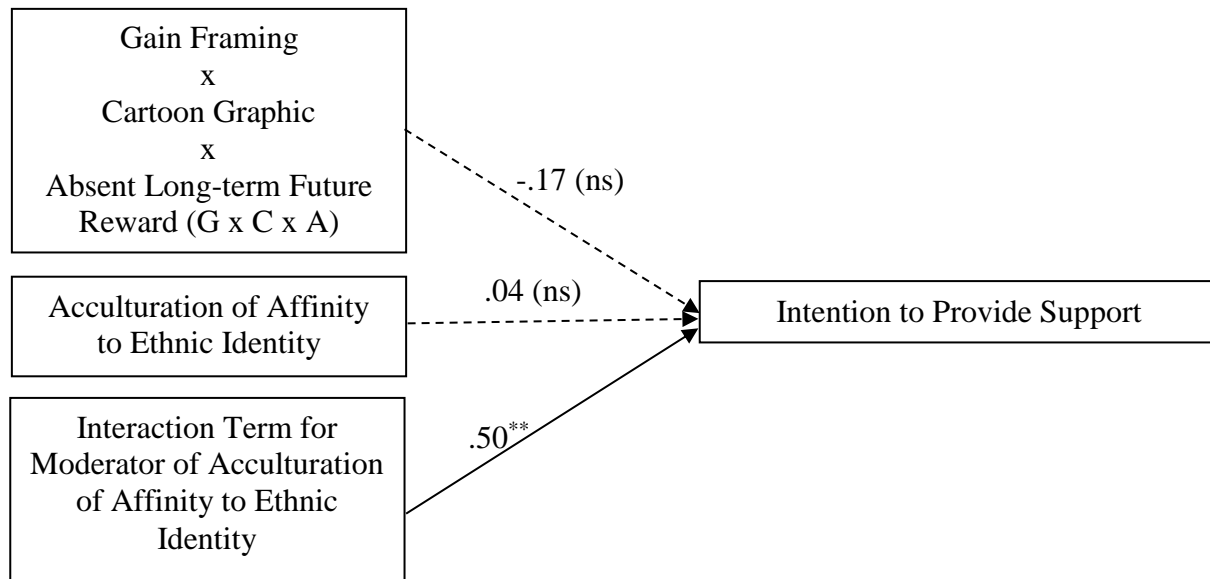 Gain Framing
x
Cartoon Graphic
x
Absent Long-term Future
Reward (G x C x A)
-.17 (ns)
Acculturation of Affinity
to Ethnic Identity
.04 (ns)
Intention to Provide Support
Interaction Term for
Moderator of Acculturation
of Affinity to Ethnic
Identity
.50**